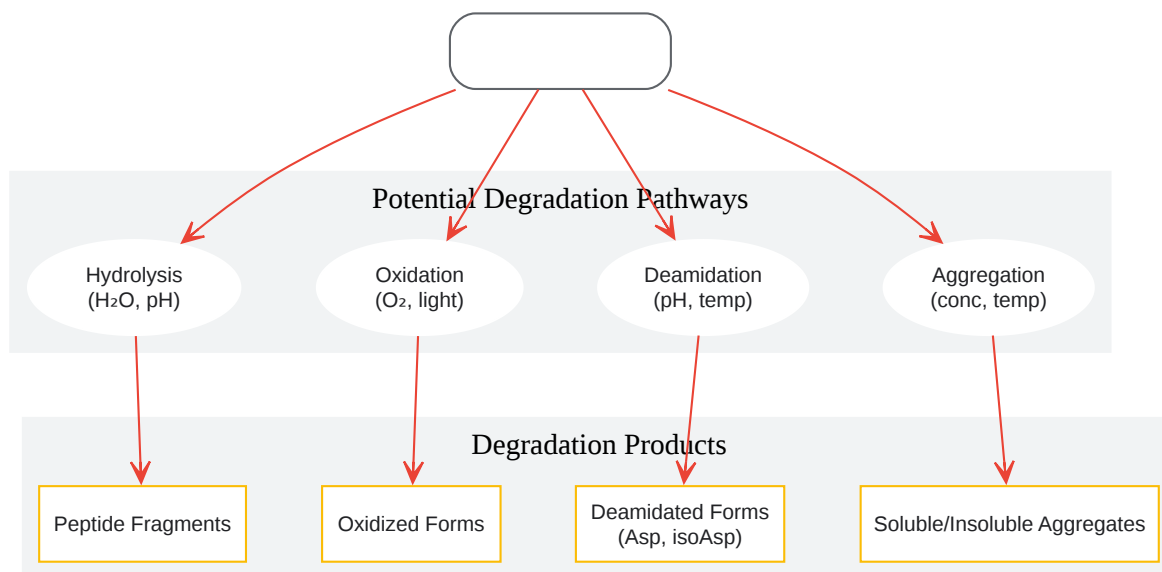 Potential Degradation Pathways
Hydrolysis
(H₂O, pH)
Oxidation
(O₂, light)
Deamidation
(pH, temp)
Aggregation
(conc, temp)
Degradation Products
Peptide Fragments
Oxidized Forms
Deamidated Forms
(Asp, isoAsp)
Soluble/Insoluble Aggregates